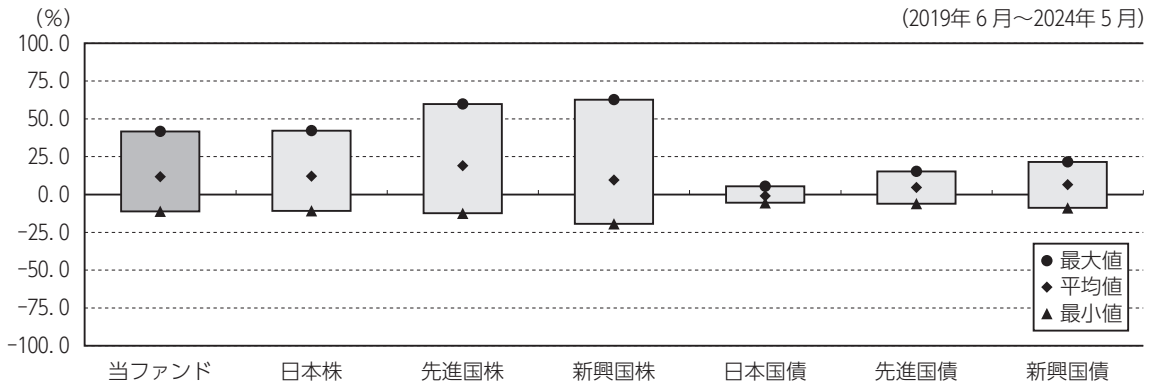 (%)
(2019年6月～2024年5月)
100.0
75.0
50.0
25.0
0.0
-25.0
-50.0
-75.0
-100.0
最大値
平均値
最小値
当ファンド 日本株 先進国株 新興国株 日本国債 先進国債 新興国債